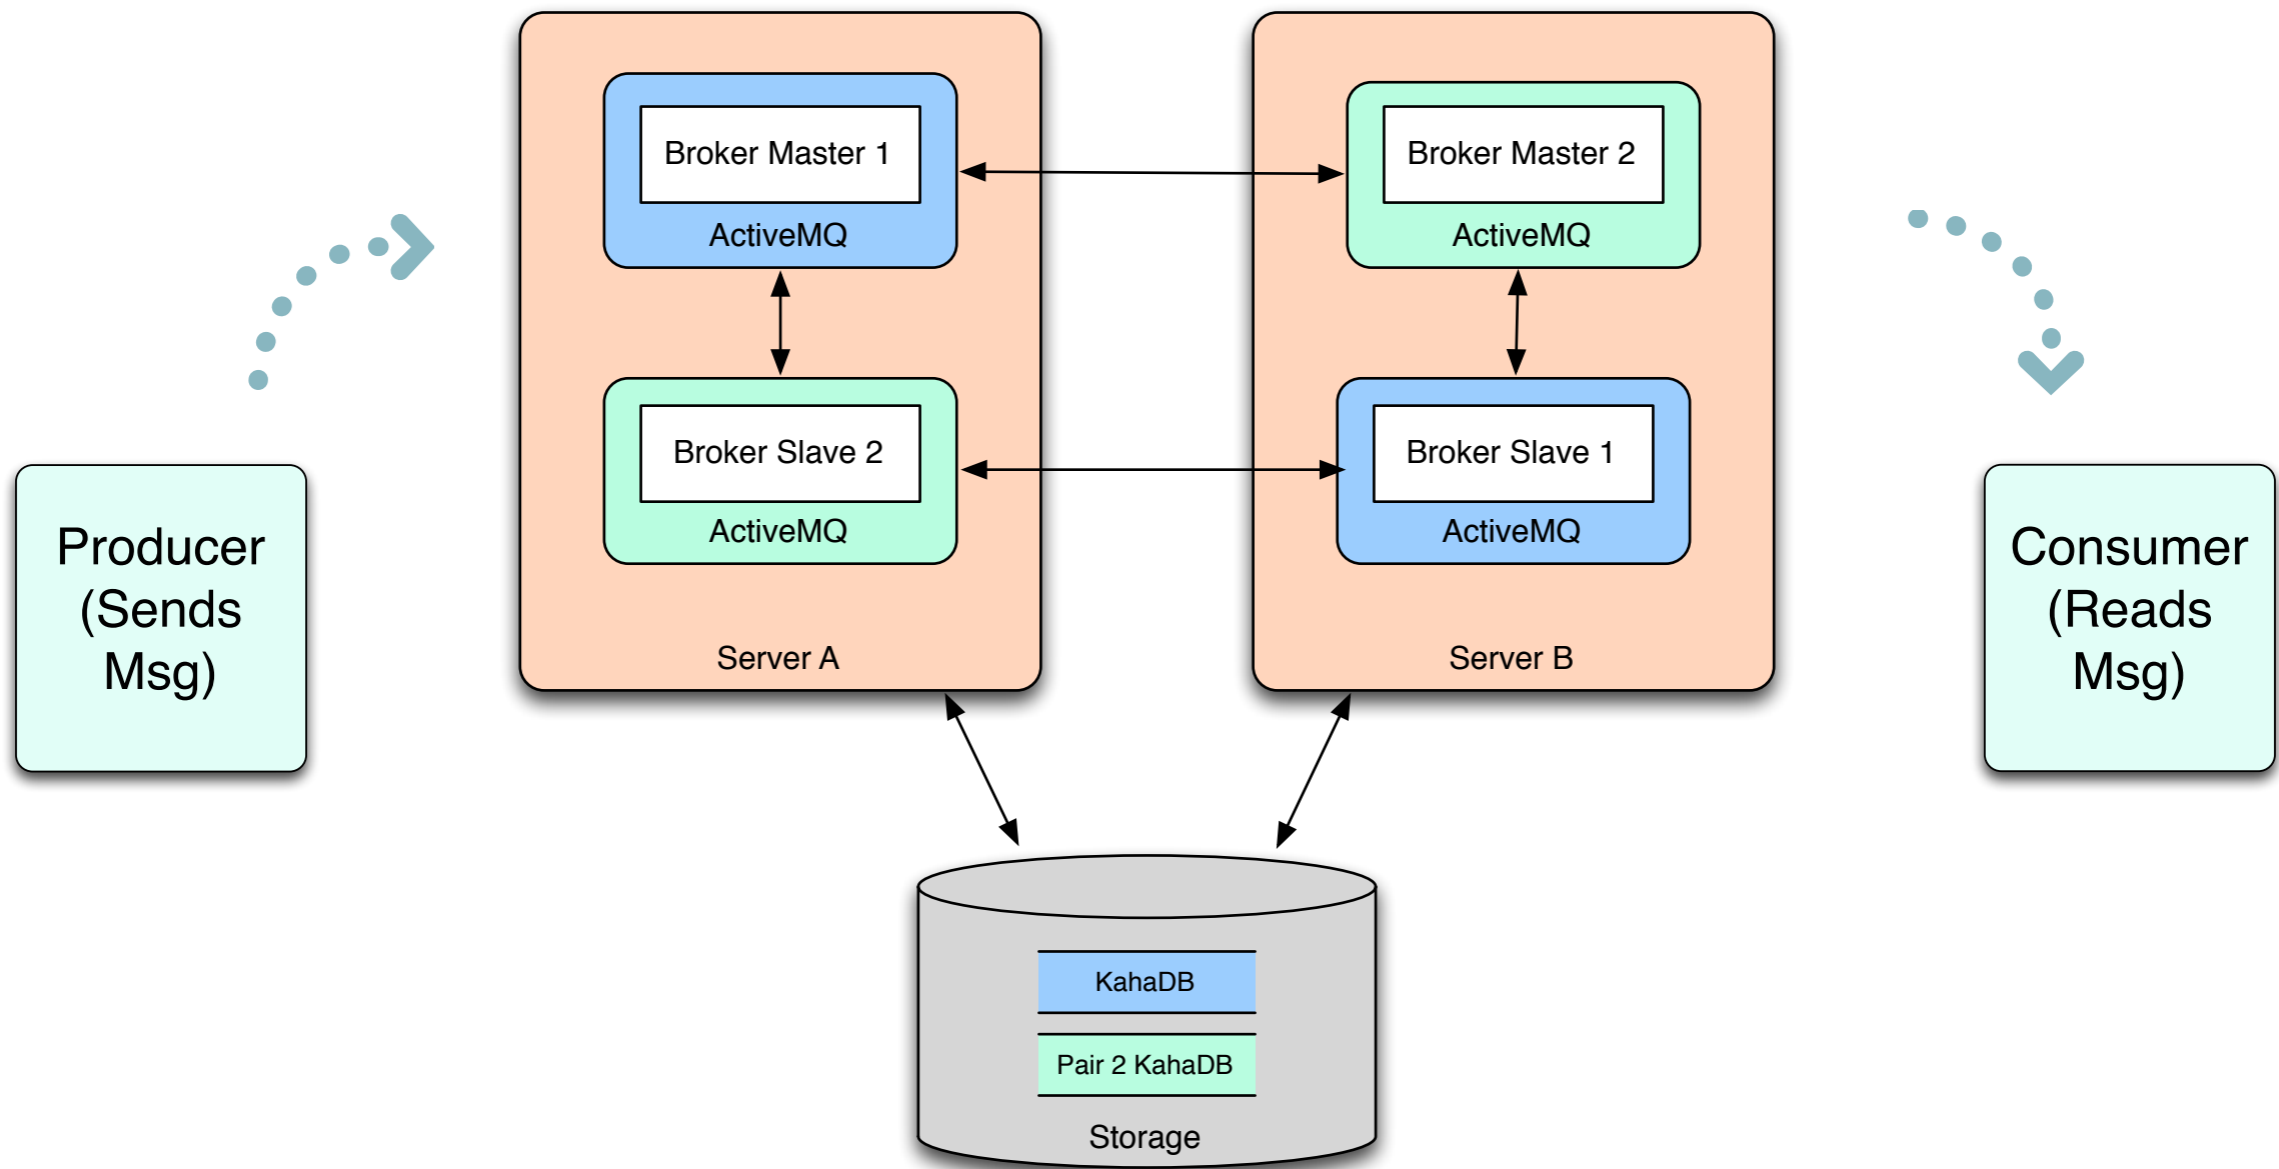 Broker Master 1
ActiveMQ
Broker Master 2
ActiveMQ
Broker Slave 2
ActiveMQ
Broker Slave 1
ActiveMQ
Server A
Server B
Producer
(Sends
Msg)
Consumer
(Reads
Msg)
KahaDB
Pair 2 KahaDB
Storage